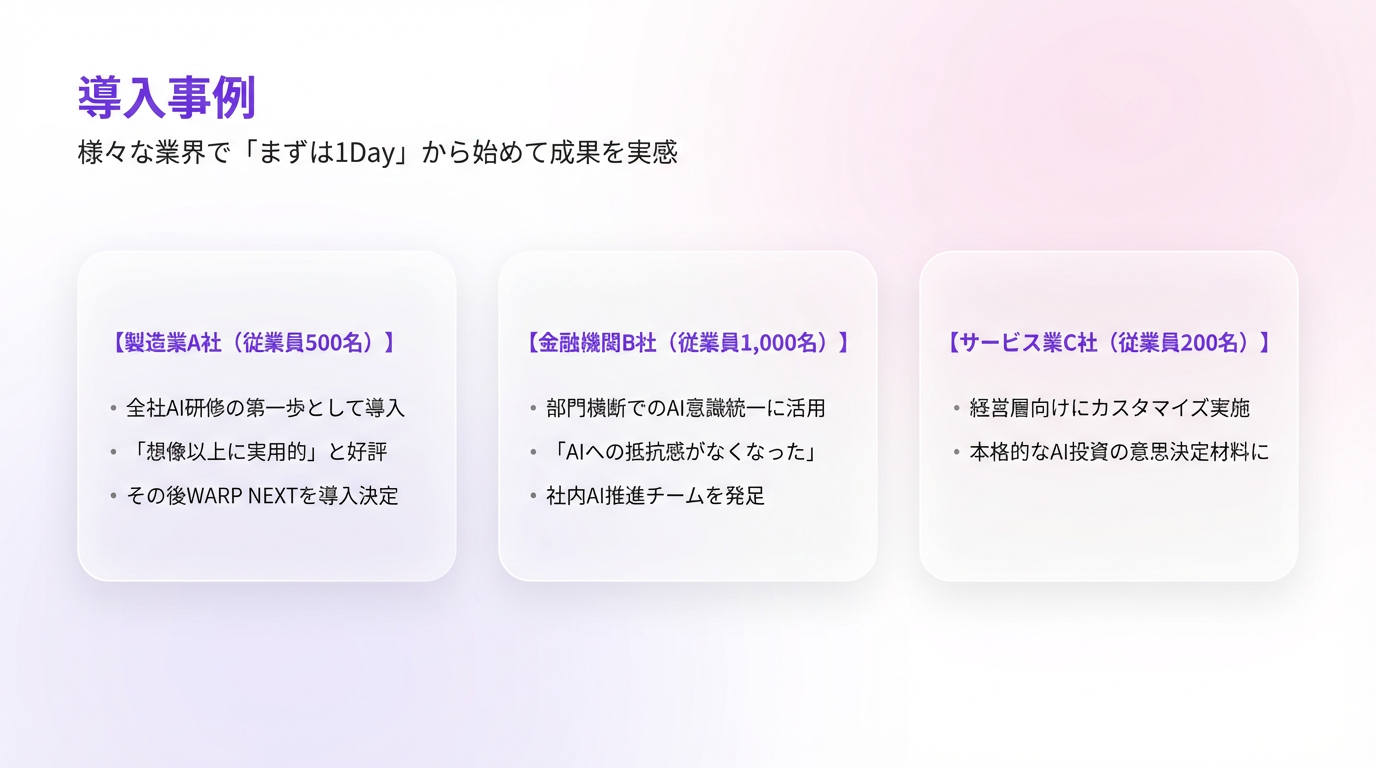 導入事例
様々な業界で「まずは1Day」から始めて成果を実感
【製造業A社（従業員500名）】
・全社AI研修の第一歩として導入
・「想像以上に実用的」と好評
・その後WARP NEXTを導入決定
【金融機関B社（従業員1,000名）】
・部門横断でのAI意識統一に活用
・「AIへの抵抗感がなくなった」
・社内AI推進チームを発足
【サービス業C社（従業員200名）】
・経営層向けにカスタマイズ実施
・本格的なAI投資の意思決定材料に